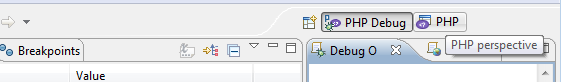 PHP Debug PHP
Breakpoints Debug O PHP perspective
Value